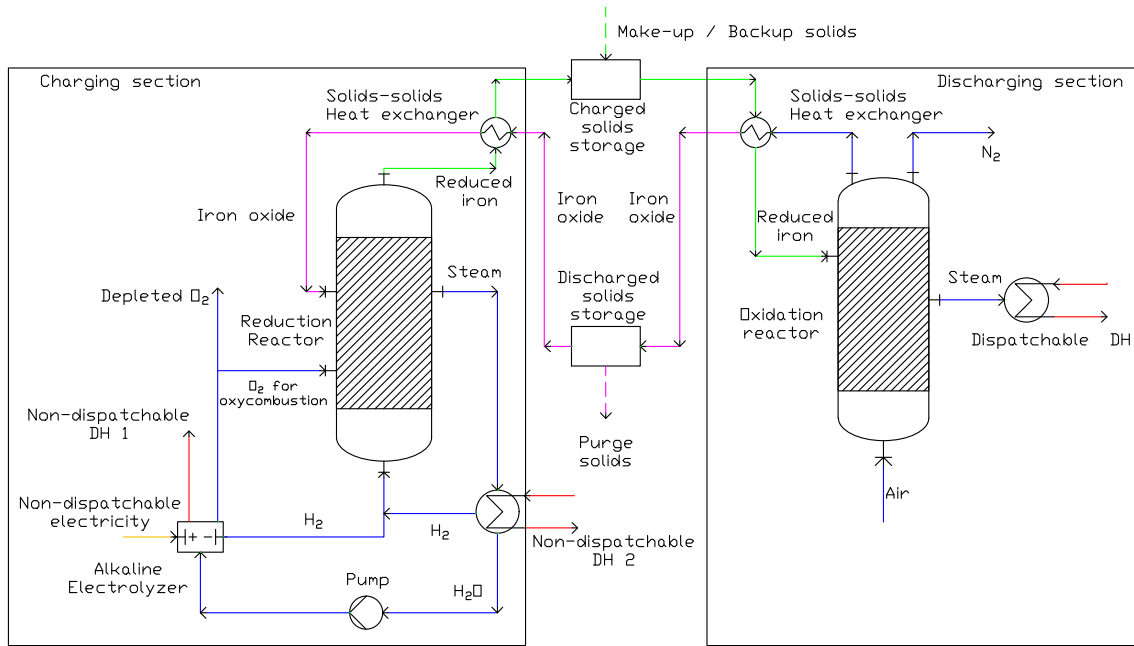 Make-up / Backup solids
Charging section
Discharging section
Solids-solids
Heat exchanger
Charged
solids
storage
Solids-solids
Heat exchanger
N2
Reduced
iron
Iron oxide
Iron
oxide
Iron
oxide
Reduced
iron
Steam
Discharged
solids
storage
Steam
Depleted O2
Reduction
Reactor
Oxidation
reactor
Dispatchable DH
O2 for
oxycombustion
Non-dispatchable
DH 1
Purge
solids
Non-dispatchable
electricity
+ -
H2
H2
Air
Non-dispatchable
DH 2
Alkaline
Electrolyzer
Pump
H2O